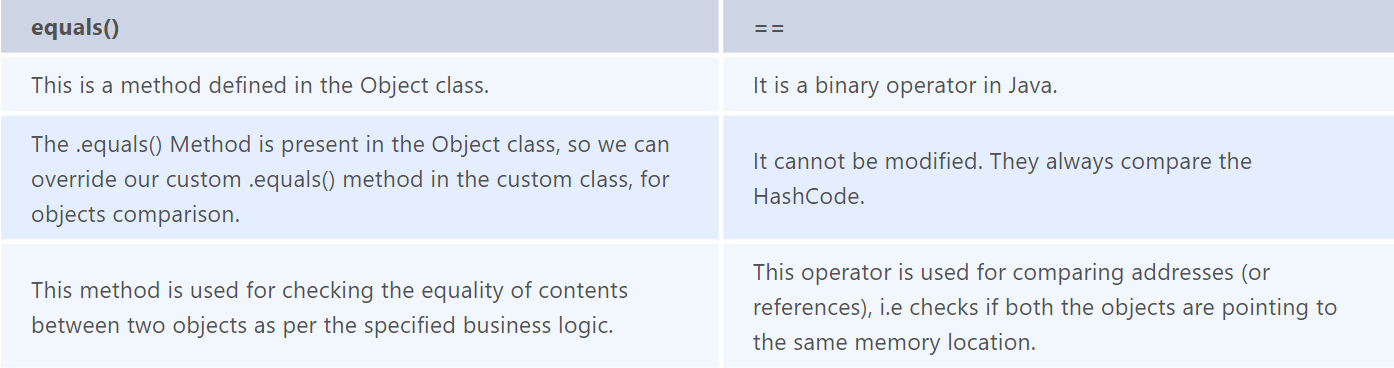 equals()
==
This is a method defined in the Object class.
It is a binary operator in Java.
The .equals() Method is present in the Object class, so we can
override our custom .equals() method in the custom class, for
objects comparison.
It cannot be modified. They always compare the
HashCode.
This method is used for checking the equality of contents
between two objects as per the specified business logic.
This operator is used for comparing addresses (or
references), i.e checks if both the objects are pointing to
the same memory location.